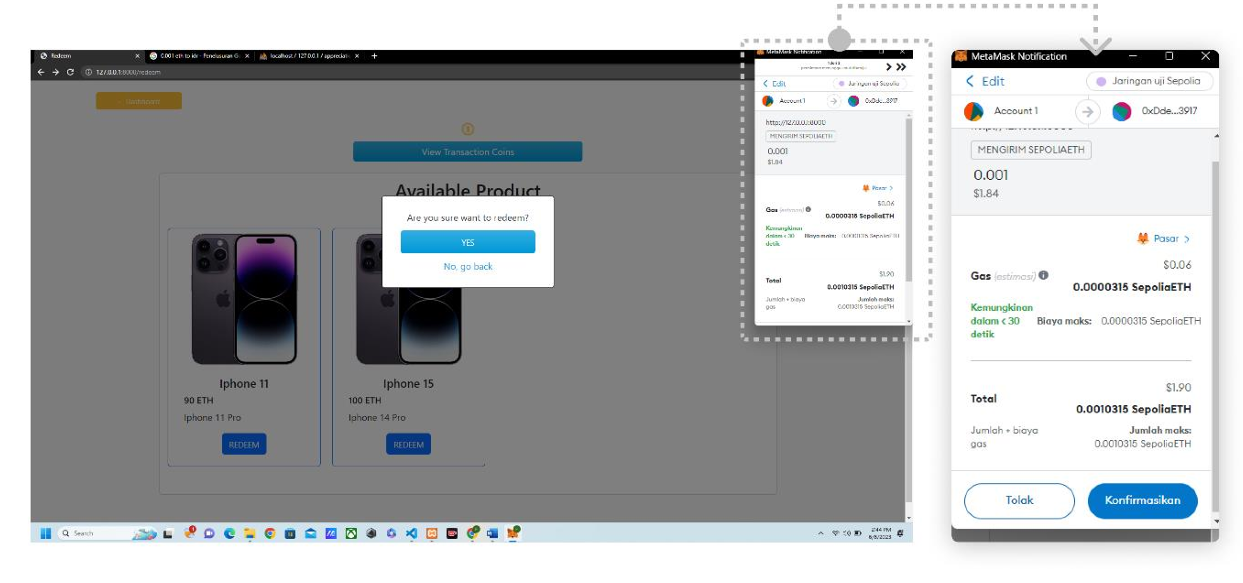 Redeem
0.001 eth to idr - Penelusuran G
localhost / 127.0.0.1 / appreciati
127.0.0.1:8000/redeem
Dashboard
View Transaction Coins
Available Product
Are you sure want to redeem?
YES
No, go back
Iphone 11
90 ETH
Iphone 11 Pro
REDEEM
Iphone 15
100 ETH
Iphone 14 Pro
REDEEM
Search
2:44 PM
6/6/2023
MetaMask Notification
Edit
Jaringan uji Sepolia
Account 1
0xDde...3917
http://127.0.0.1:8000
MENGIRIM SEPOLIAETH
0.001
$1.84
Pasar >
Gas (estimasi)
$0.06
0.0000315 SepoliaETH
Kemungkinan
dalam < 30
detik
Biaya maks: 0.0000315 SepoliaETH
Total
$1.90
0.0010315 SepoliaETH
Jumlah + biaya
gas
Jumlah maks:
0.0010315 SepoliaETH
MetaMask Notification
Edit
Jaringan uji Sepolia
Account 1
0xDde...3917
MENGIRIM SEPOLIAETH
0.001
$1.84
Pasar >
Gas (estimasi)
$0.06
0.0000315 SepoliaETH
Kemungkinan
dalam < 30
detik
Biaya maks: 0.0000315 SepoliaETH
Total
$1.90
0.0010315 SepoliaETH
Jumlah + biaya
gas
Jumlah maks:
0.0010315 SepoliaETH
Tolak
Konfirmasikan